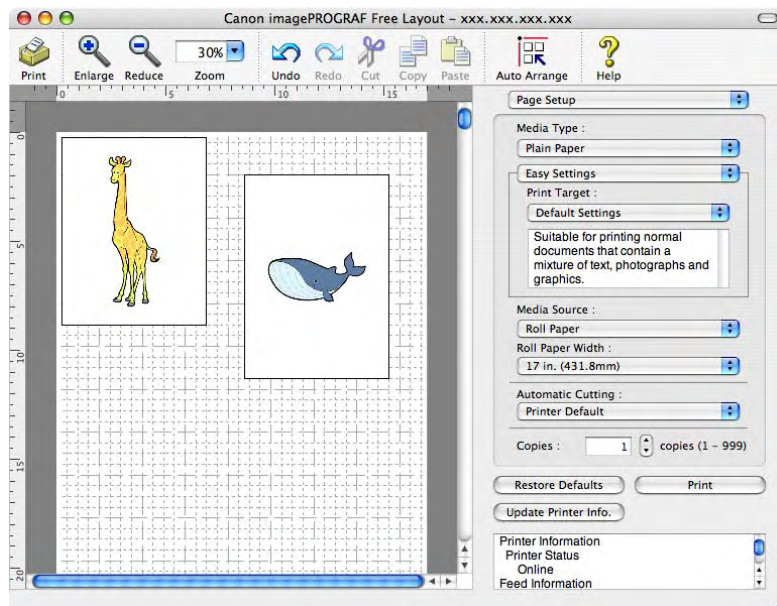 Canon imagePROGRAF Free Layout – xxx.xxx.xxx.xxx
30%
Print Enlarge Reduce Zoom Undo Redo Cut Copy Paste Auto Arrange Help
0 5 10 15
0
5
10
15
20
Page Setup
Media Type :
Plain Paper
Easy Settings
Print Target :
Default Settings
Suitable for printing normal
documents that contain a
mixture of text, photographs and
graphics.
Media Source :
Roll Paper
Roll Paper Width :
17 in. (431.8mm)
Automatic Cutting :
Printer Default
Copies : 1 copies (1 – 999)
Restore Defaults Print
Update Printer Info.
Printer Information
Printer Status
Online
Feed Information